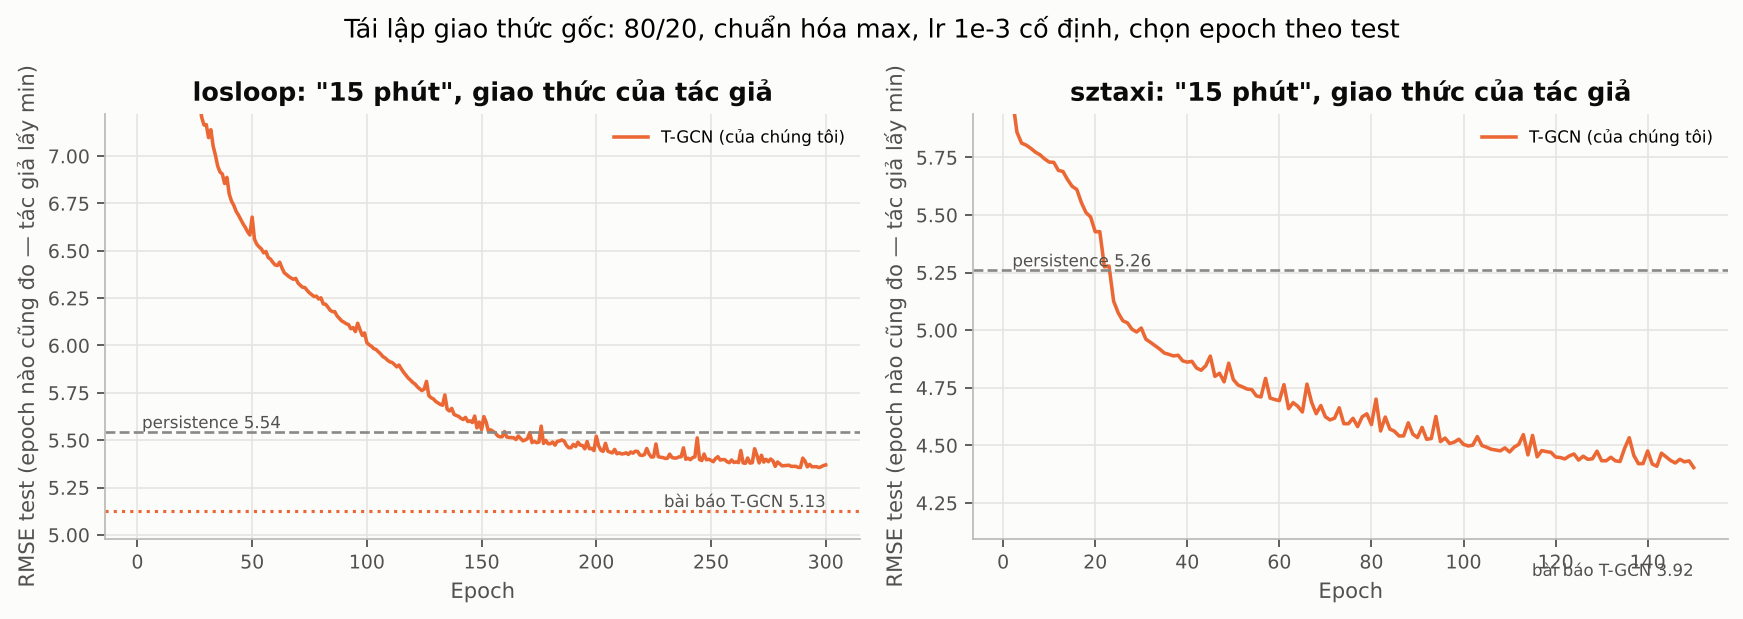 Tái lập giao thức gốc: 80/20, chuẩn hóa max, lr 1e-3 cố định, chọn epoch theo test
losloop: "15 phút", giao thức của tác giả
RMSE test (epoch nào cũng đo — tác giả lấy min)
T-GCN (của chúng tôi)
7.00
6.75
6.50
6.25
6.00
5.75
5.50
5.25
5.00
persistence 5.54
bài báo T-GCN 5.13
0 50 100 150 200 250 300
Epoch
sztaxi: "15 phút", giao thức của tác giả
RMSE test (epoch nào cũng đo — tác giả lấy min)
T-GCN (của chúng tôi)
5.75
5.50
5.25
5.00
4.75
4.50
4.25
persistence 5.26
0 20 40 60 80 100 120 140
bài báo T-GCN 3.92
Epoch